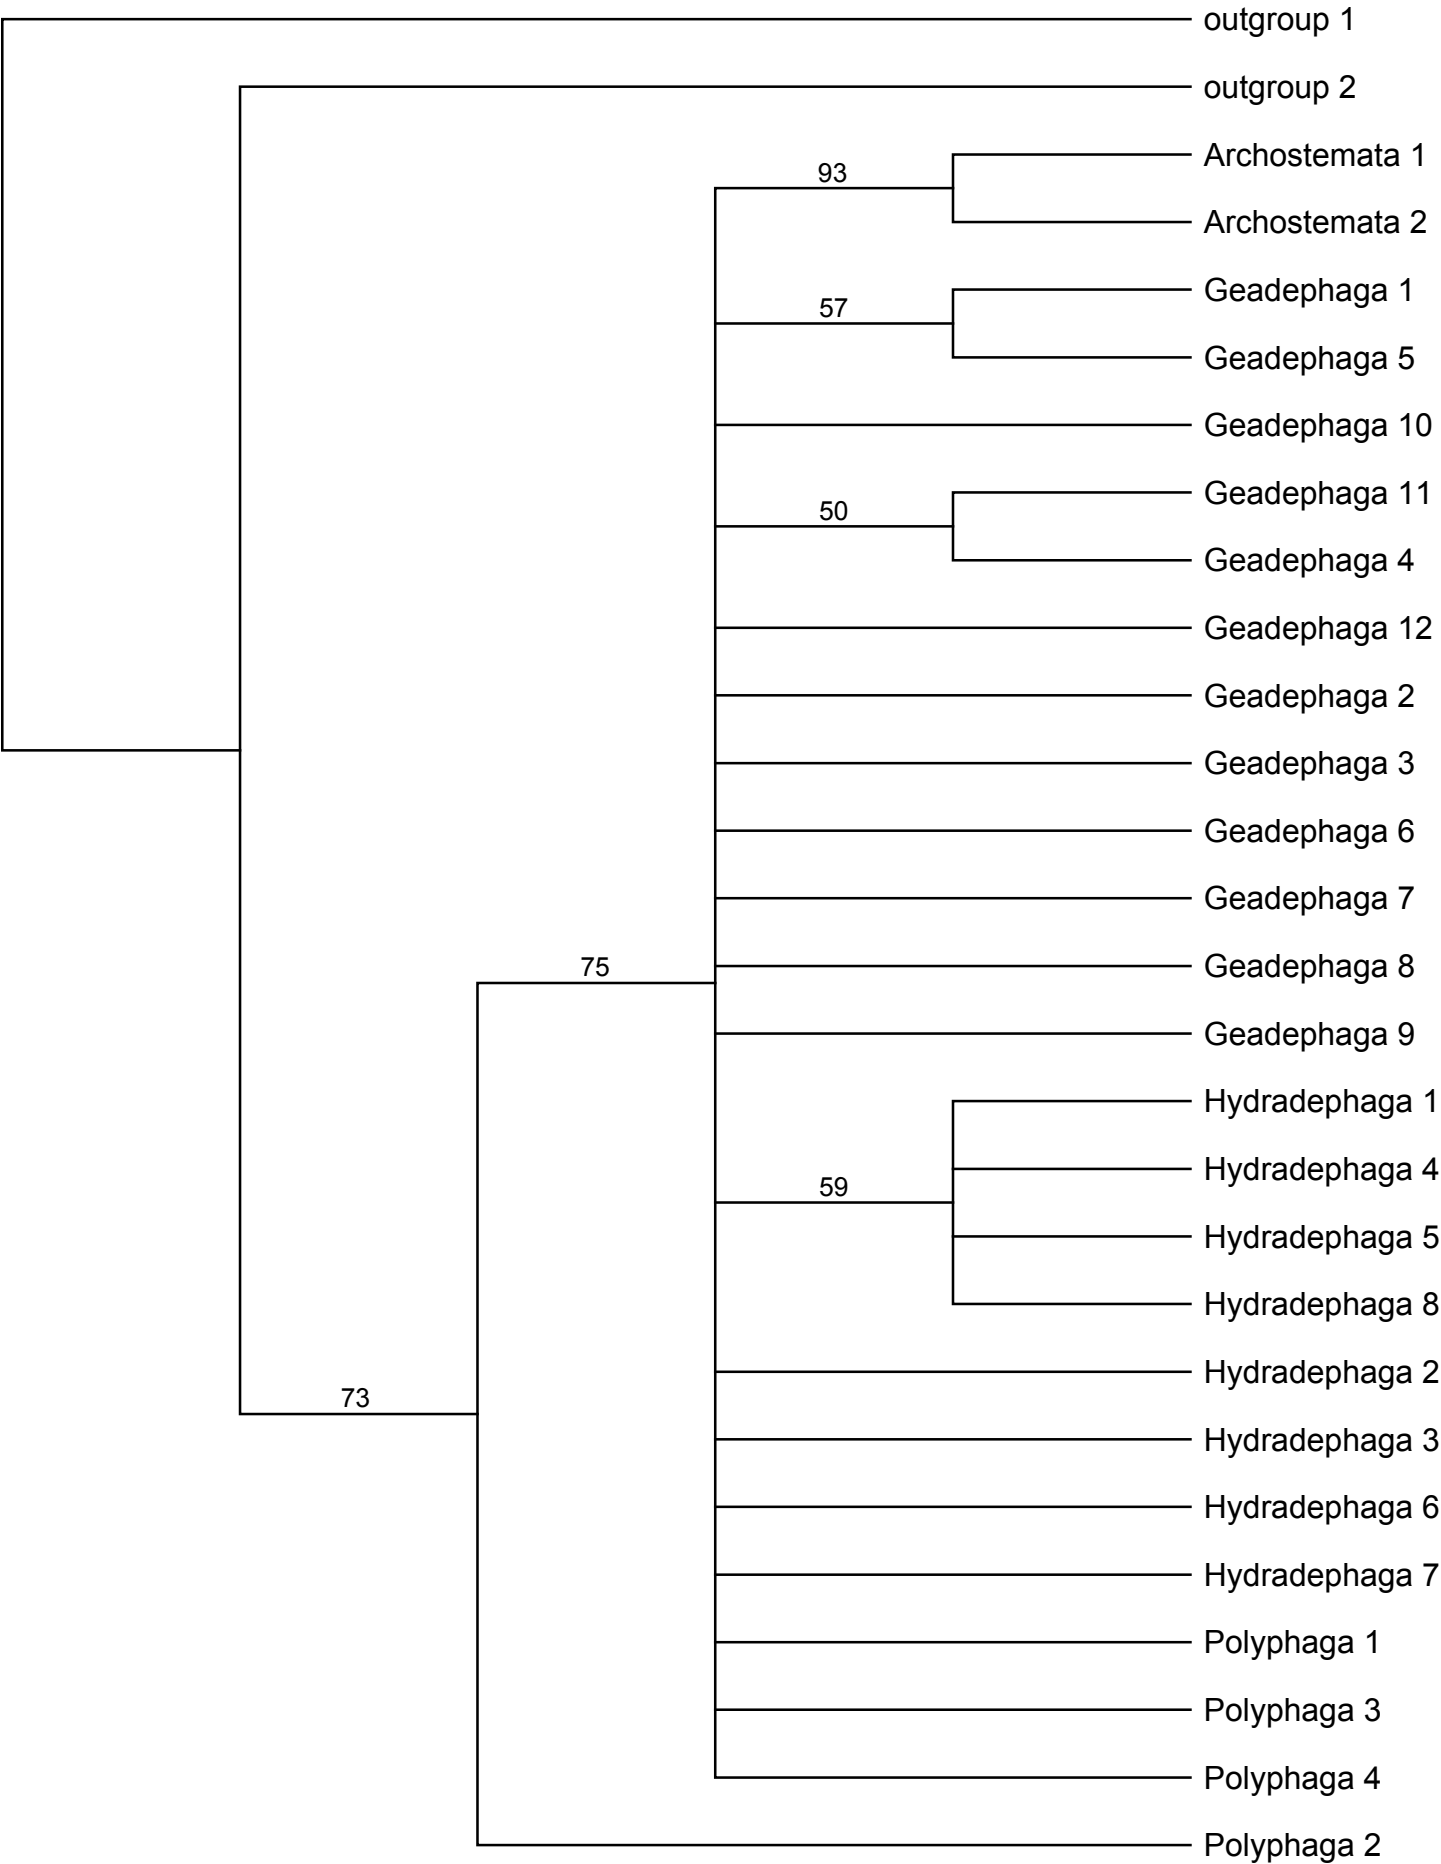 outgroup 1
outgroup 2
Archostemata 1
93
Archostemata 2
Geadephaga 1
57
Geadephaga 5
Geadephaga 10
Geadephaga 11
50
Geadephaga 4
Geadephaga 12
Geadephaga 2
Geadephaga 3
Geadephaga 6
Geadephaga 7
Geadephaga 8
75
Geadephaga 9
Hydradephaga 1
Hydradephaga 4
59
Hydradephaga 5
Hydradephaga 8
Hydradephaga 2
73
Hydradephaga 3
Hydradephaga 6
Hydradephaga 7
Polyphaga 1
Polyphaga 3
Polyphaga 4
Polyphaga 2